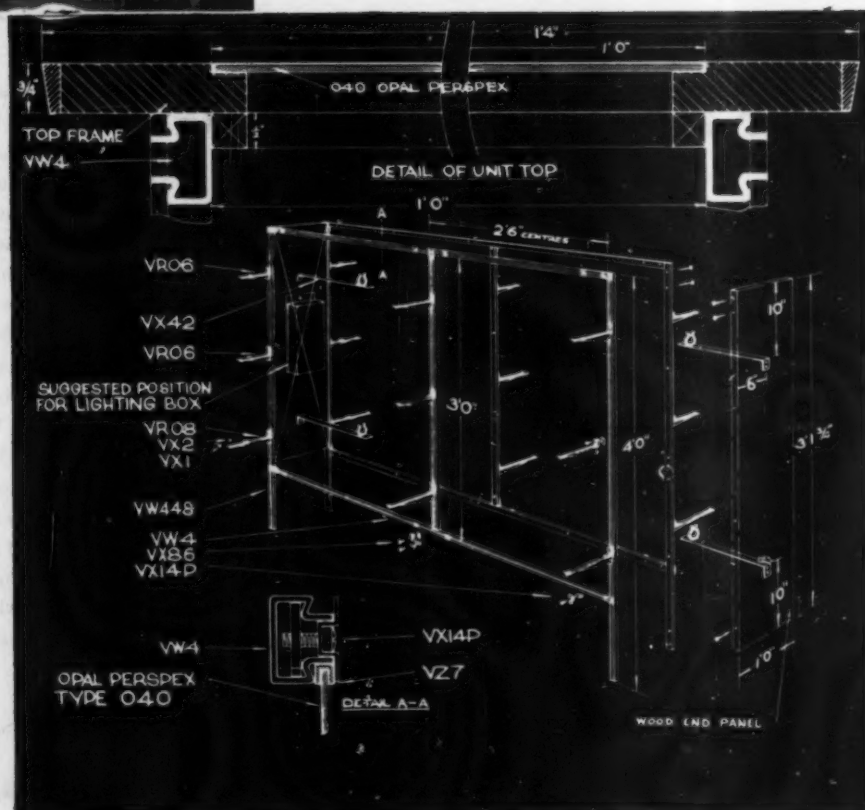 1'4"
1'0"
3/4"
040 OPAL PERSPEX
TOP FRAME
VW4
DETAIL OF UNIT TOP
1'0"
A
2'6" CENTRES
A
VR06
VX42
VR06
SUGGESTED POSITION
FOR LIGHTING BOX
VR08
VX2
VX1
VW448
VW4
VX86
VX14P
3'0"
4'0"
10"
6"
3'1 1/2"
10"
1'0"
VW4
VX14P
OPAL PERSPEX
TYPE 040
VZ7
DETAIL A-A
WOOD END PANEL